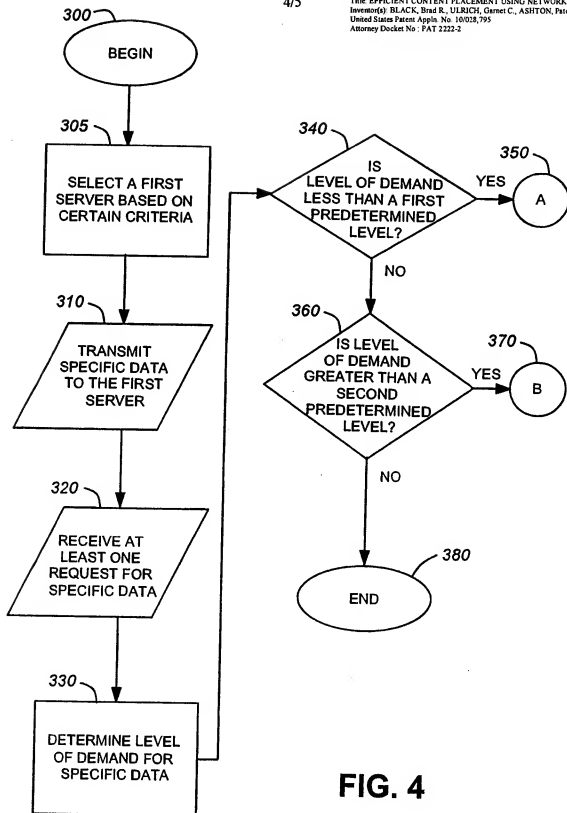 4/5
Title: EFFICIENT CONTENT PLACEMENT USING NETWORK
Inventor(s): BLACK, Brad R., ULRICH, Garnet C., ASHTON,
United States Patent Appln. No. 10/028,795
Attorney Docket No : PAT 2222-2
300
BEGIN
305
SELECT A FIRST
SERVER BASED ON
CERTAIN CRITERIA
310
TRANSMIT
SPECIFIC DATA
TO THE FIRST
SERVER
320
RECEIVE AT
LEAST ONE
REQUEST FOR
SPECIFIC DATA
330
DETERMINE LEVEL
OF DEMAND FOR
SPECIFIC DATA
340
IS
LEVEL OF DEMAND
LESS THAN A FIRST
PREDETERMINED
LEVEL?
YES
350
A
NO
360
IS LEVEL
OF DEMAND
GREATER THAN A
SECOND
PREDETERMINED
LEVEL?
YES
370
B
NO
380
END
FIG. 4